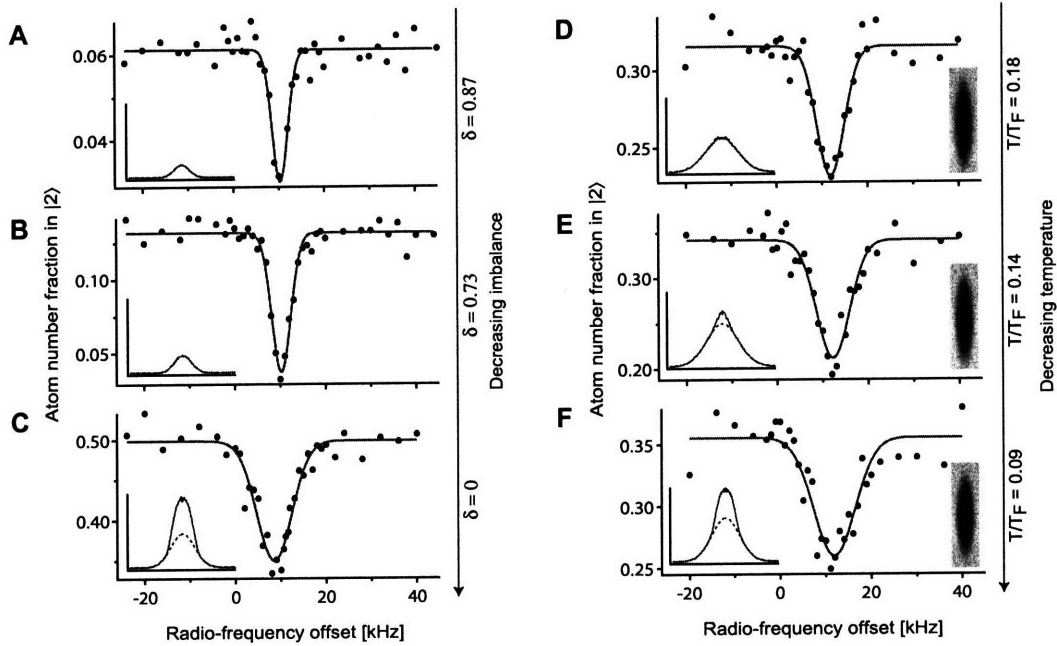 A
0.06
0.04
δ = 0.87
B
0.10
0.05
δ = 0.73
C
0.50
0.40
δ = 0
-20 0 20 40
Radio-frequency offset [kHz]
Atom number fraction in |2⟩
Decreasing imbalance
D
0.30
0.25
T/TF = 0.18
E
0.30
0.20
T/TF = 0.14
F
0.35
0.30
0.25
T/TF = 0.09
-20 0 20 40
Radio-frequency offset [kHz]
Atom number fraction in |2⟩
Decreasing temperature